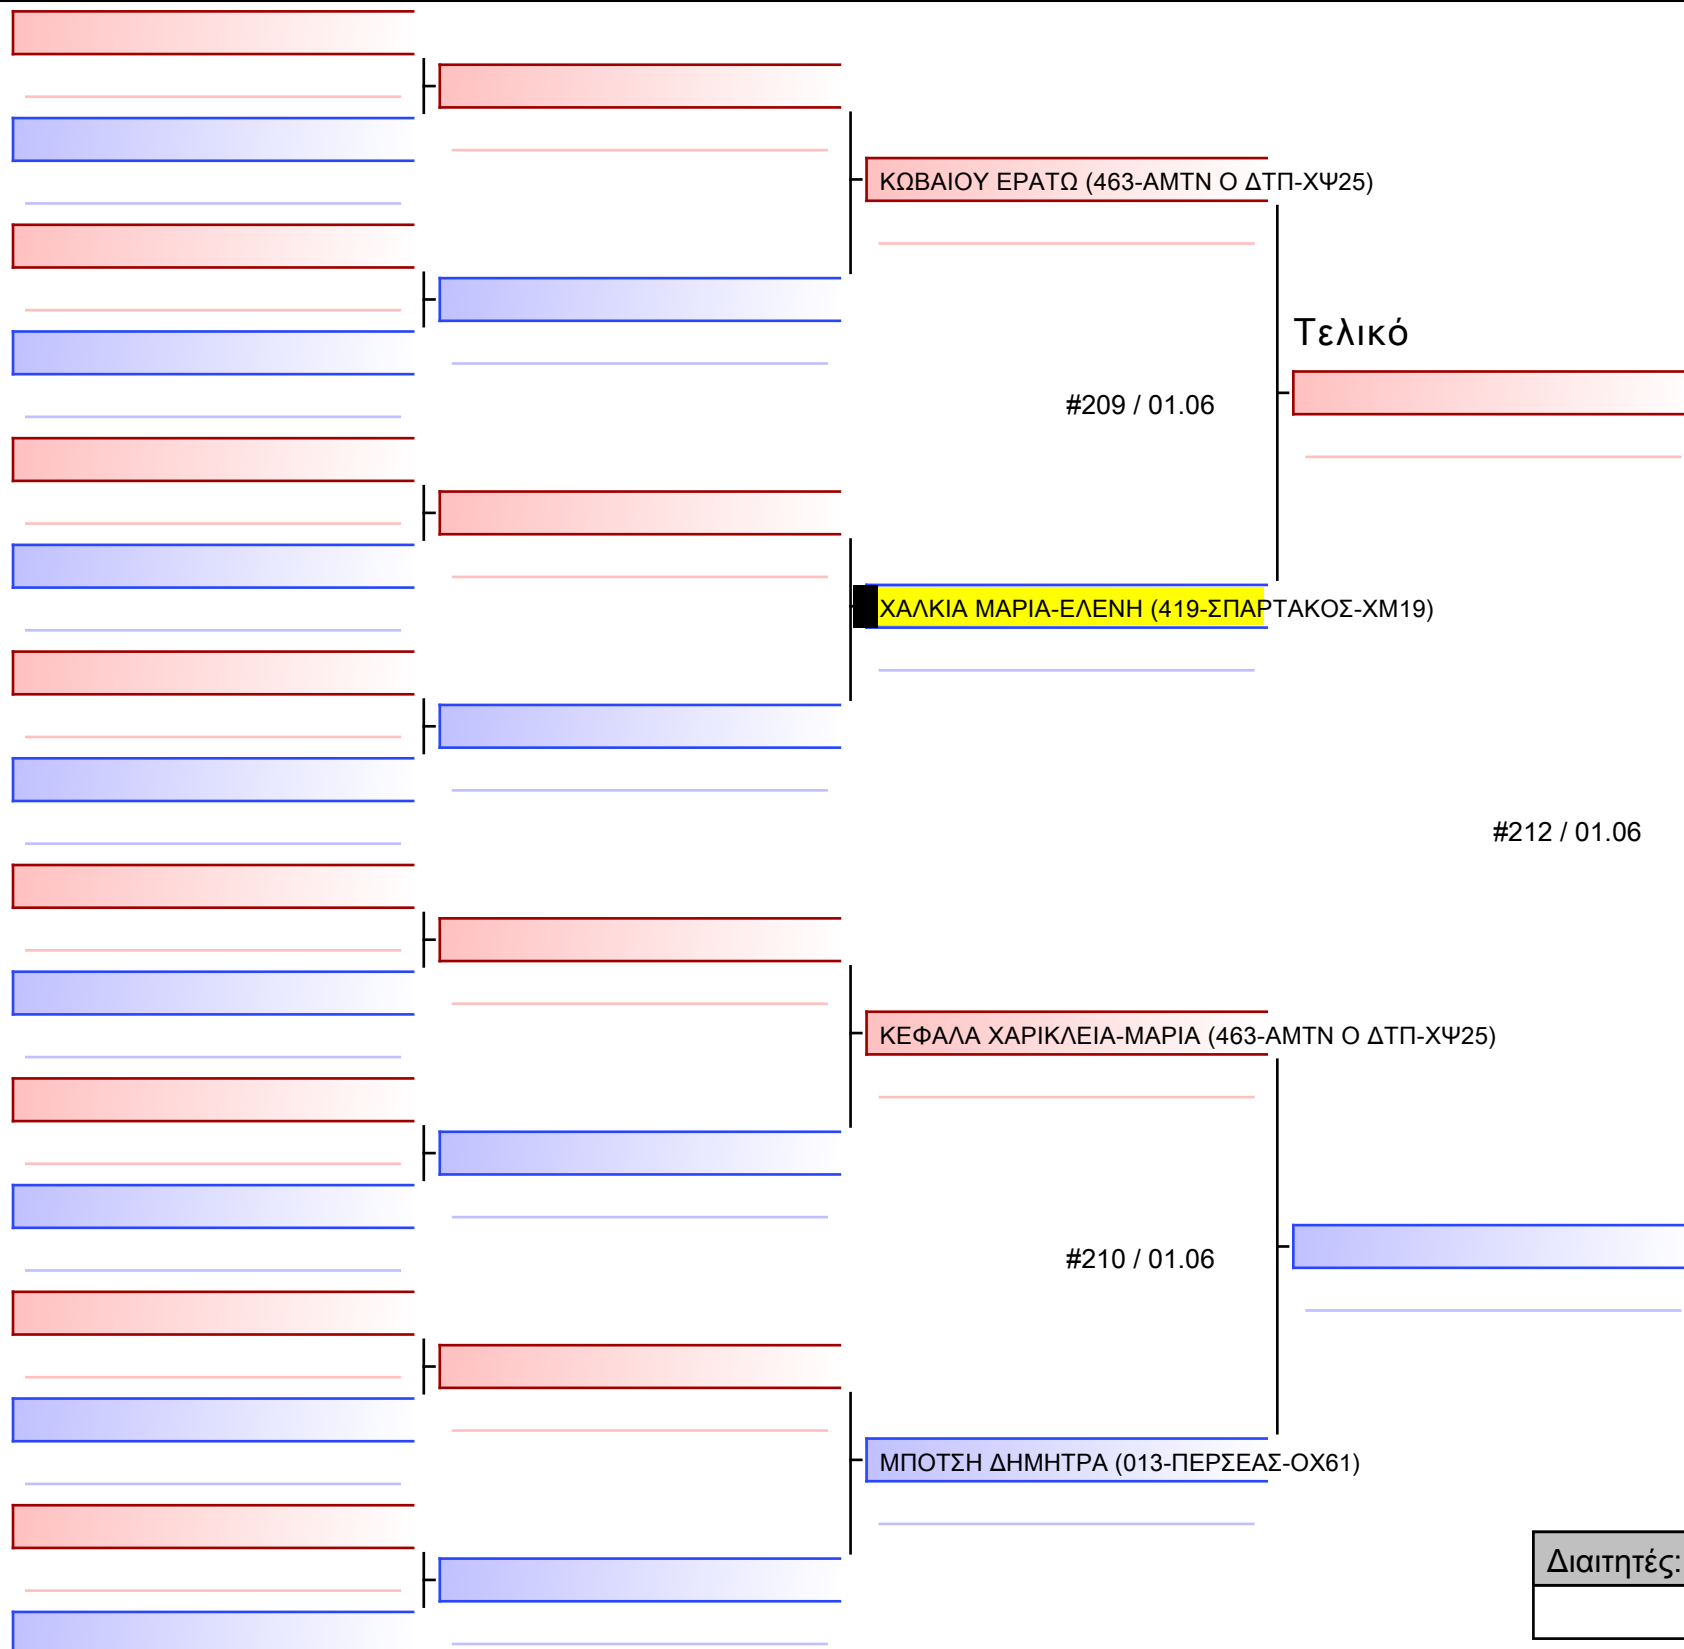 ΚΩΒΑΙΟΥ ΕΡΑΤΩ (463-ΑΜΤΝ Ο ΔΤΠ-ΧΨ25)
Τελικό
#209 / 01.06
ΧΑΛΚΙΑ ΜΑΡΙΑ-ΕΛΕΝΗ (419-ΣΠΑΡΤΑΚΟΣ-ΧΜ19)
#212 / 01.06
ΚΕΦΑΛΑ ΧΑΡΙΚΛΕΙΑ-ΜΑΡΙΑ (463-ΑΜΤΝ Ο ΔΤΠ-ΧΨ25)
#210 / 01.06
ΜΠΟΤΣΗ ΔΗΜΗΤΡΑ (013-ΠΕΡΣΕΑΣ-ΟΧ61)
Διαιτητές: